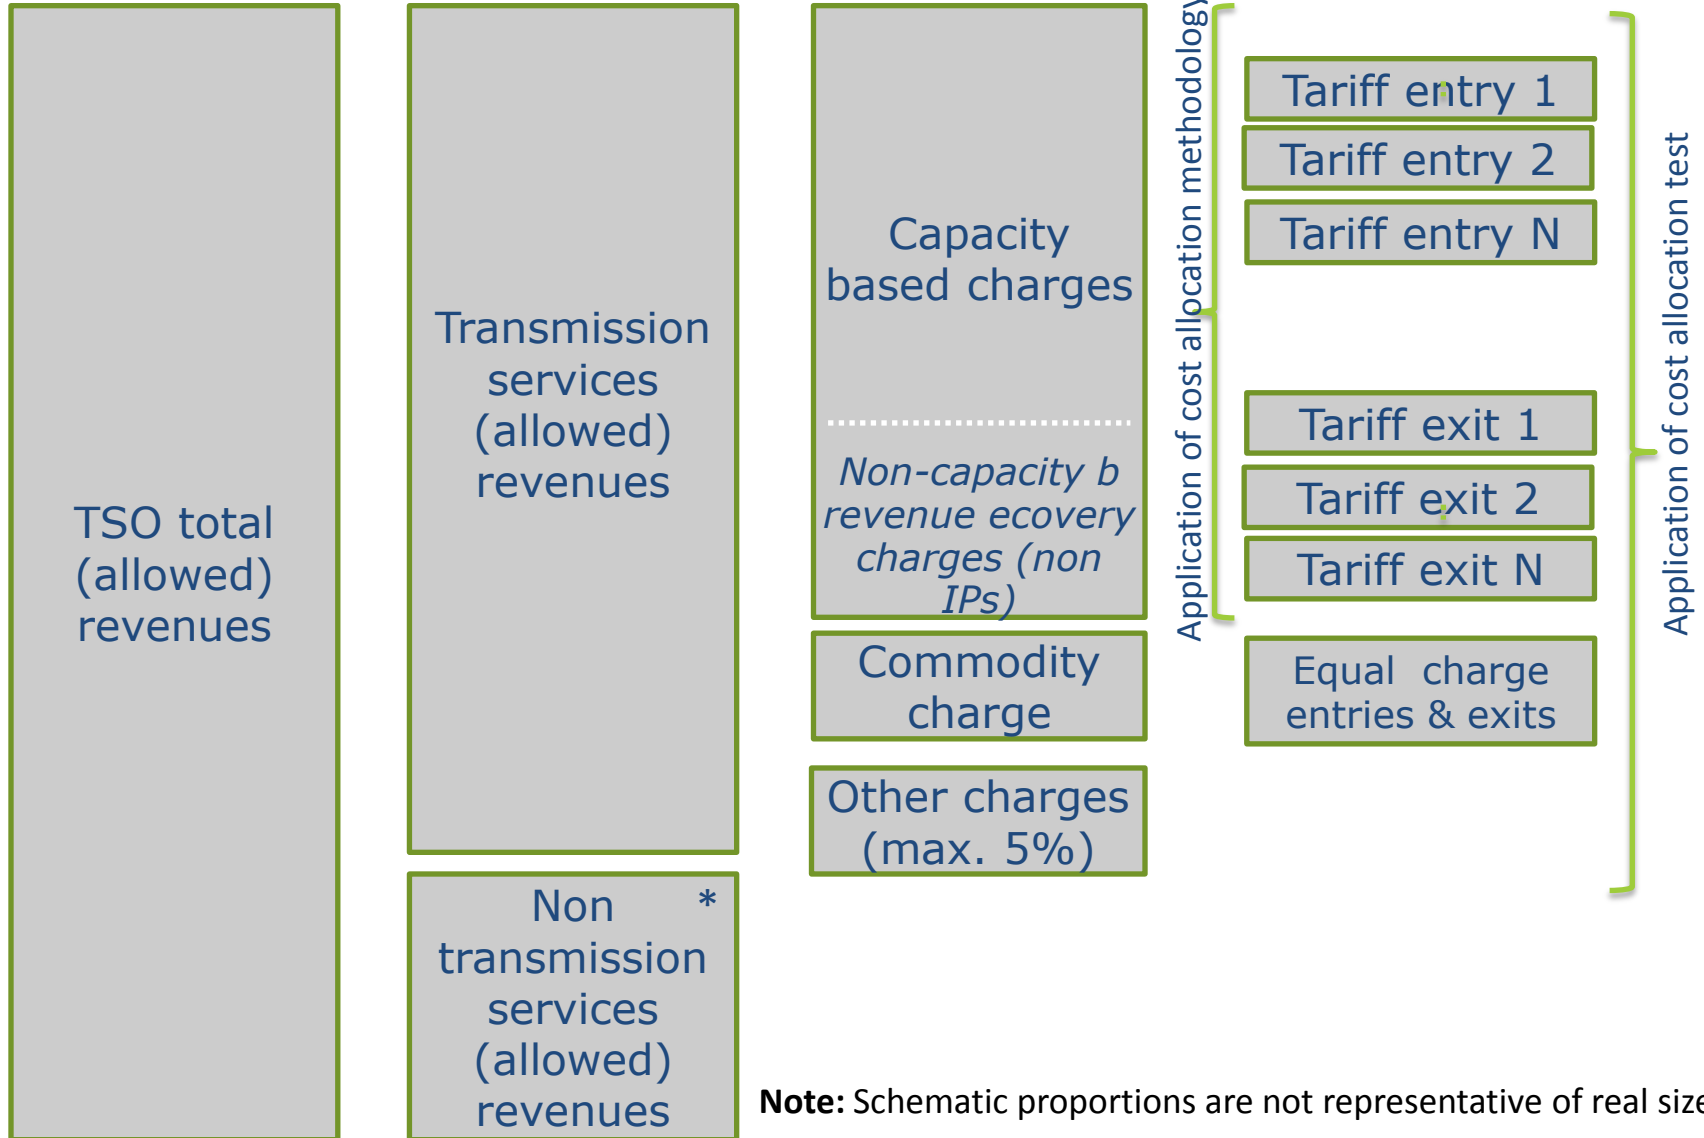 TSO total
(allowed)
revenues
Transmission
services
(allowed)
revenues
Non *
transmission
services
(allowed)
revenues
Capacity
based charges
Non-capacity b
revenue ecovery
charges (non
IPs)
Commodity
charge
Other charges
(max. 5%)
Application of cost allocation methodology
Tariff entry 1
Tariff entry 2
Tariff entry N
Tariff exit 1
Tariff exit 2
Tariff exit N
Equal charge
entries & exits
Application of cost allocation test
Note: Schematic proportions are not representative of real size